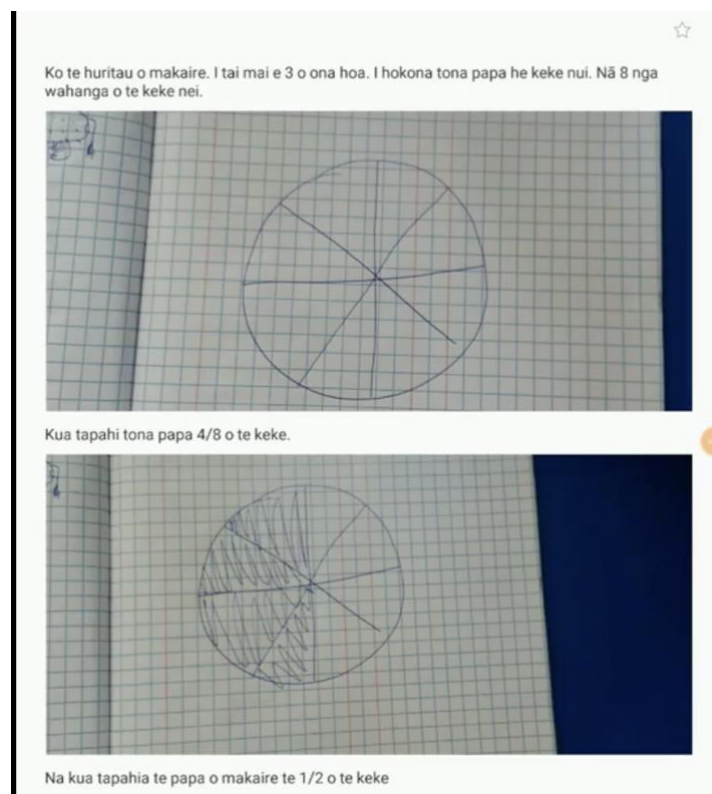 Ko te huritau o makaire. I tai mai e 3 o ona hoa. I hokona tona papa he keke nui. Nā 8 nga
wahanga o te keke nei.
Kua tapahi tona papa 4/8 o te keke.
Na kua tapahia te papa o makaire te 1/2 o te keke